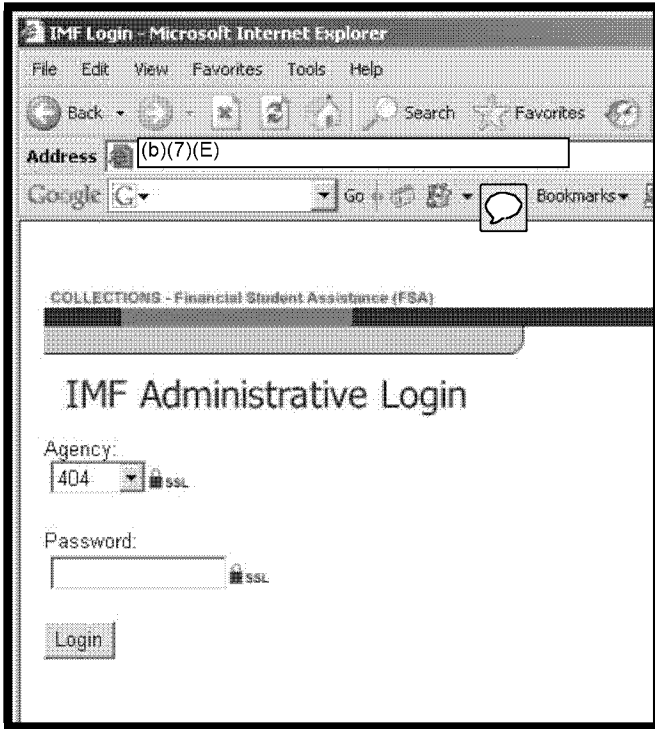 IMF Login - Microsoft Internet Explorer
File Edit View Favorites Tools Help
Back Search Favorites
Address (b)(7)(E)
Google G Go Bookmarks
COLLECTIONS - Financial Student Assistance (FSA)
IMF Administrative Login
Agency:
404 SSL
Password:
SSL
Login